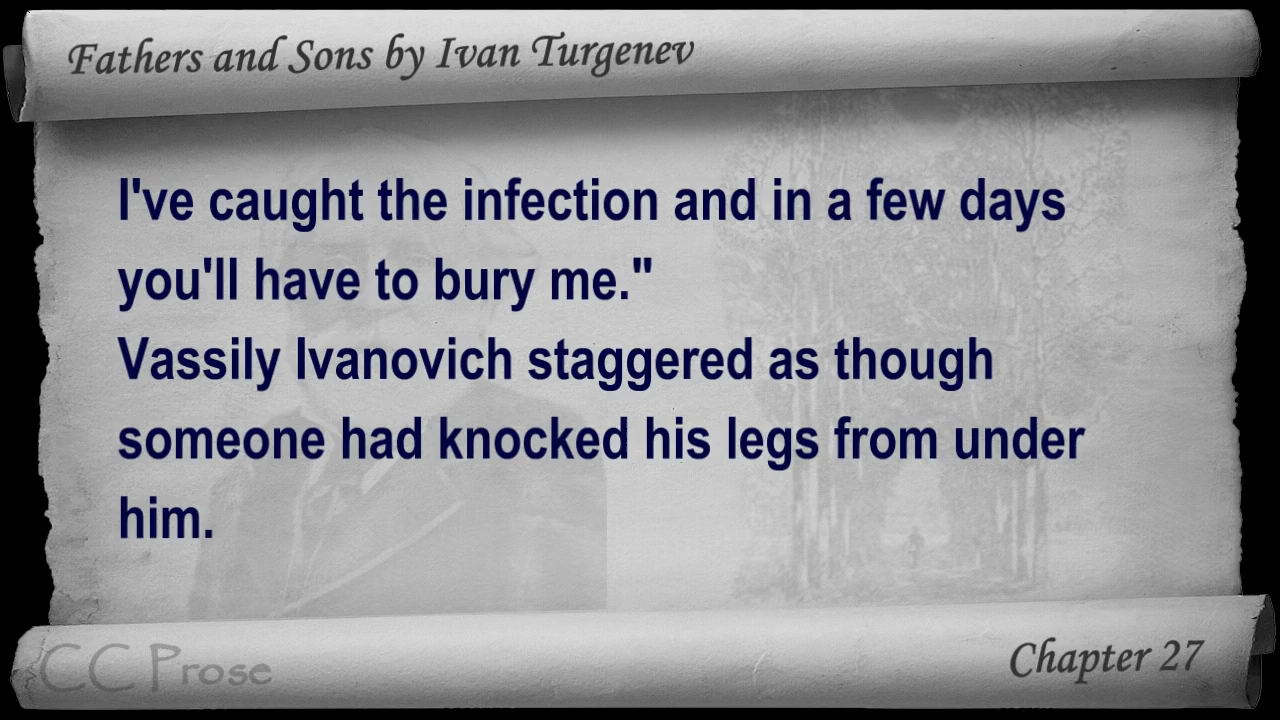 Fathers and Sons by Ivan Turgenev
I've caught the infection and in a few days
you'll have to bury me."
Vassily Ivanovich staggered as though
someone had knocked his legs from under
him.
CC Prose
Chapter 27